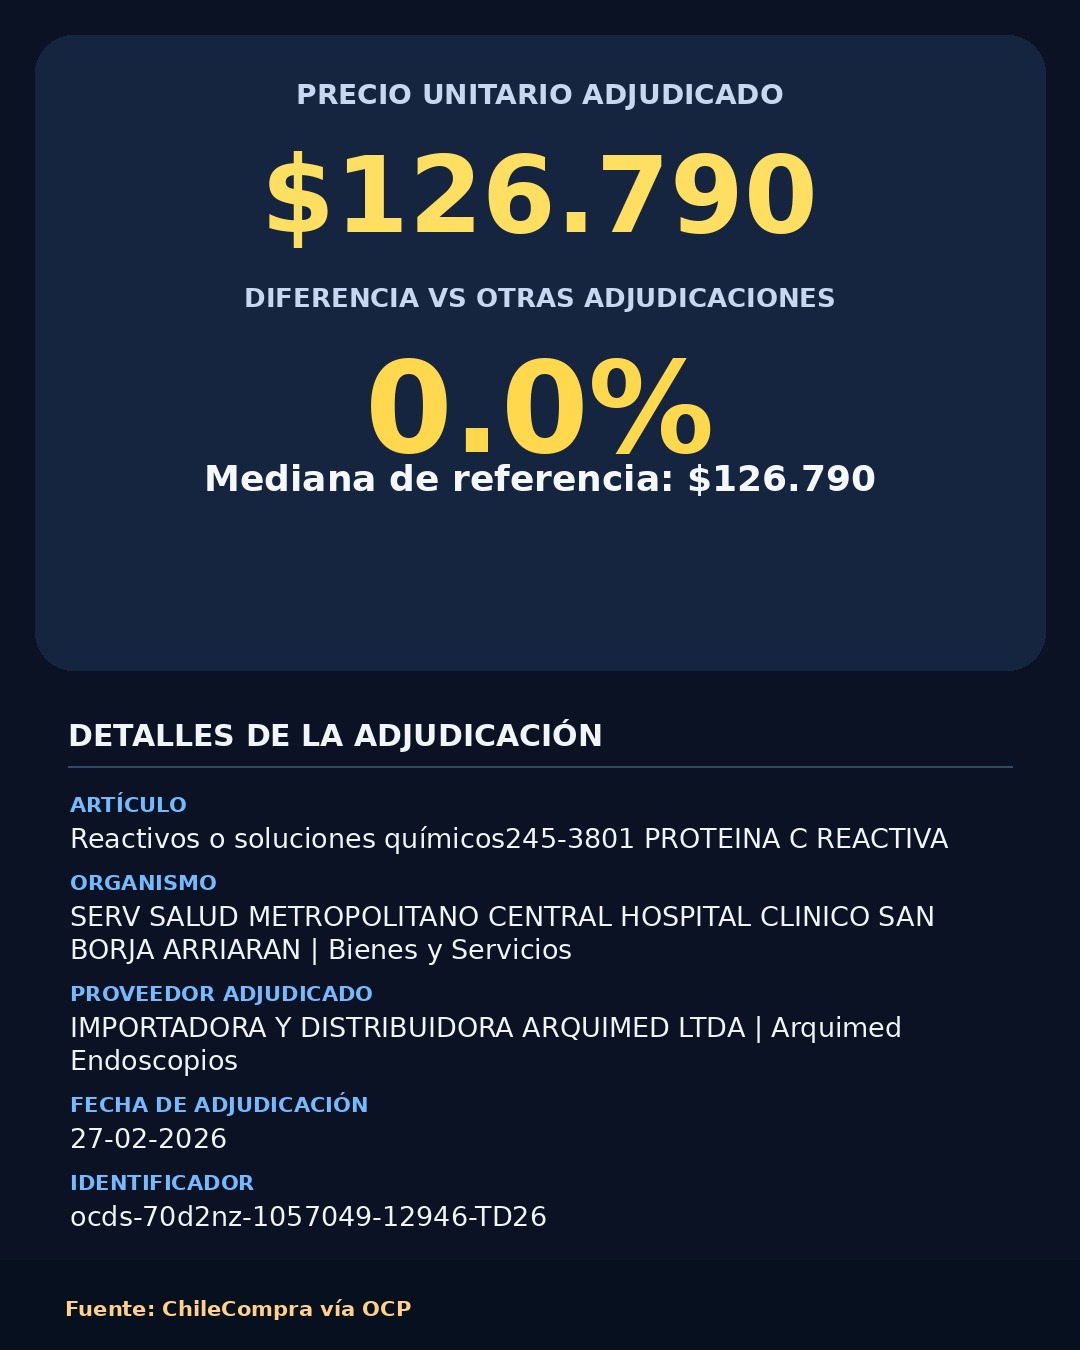 PRECIO UNITARIO ADJUDICADO
$126.790
DIFERENCIA VS OTRAS ADJUDICACIONES
0.0%
Mediana de referencia: $126.790
DETALLES DE LA ADJUDICACIÓN
ARTÍCULO
Reactivos o soluciones químicos245-3801 PROTEINA C REACTIVA
ORGANISMO
SERV SALUD METROPOLITANO CENTRAL HOSPITAL CLINICO SAN
BORJA ARRIARAN | Bienes y Servicios
PROVEEDOR ADJUDICADO
IMPORTADORA Y DISTRIBUIDORA ARQUIMED LTDA | Arquimed
Endoscopios
FECHA DE ADJUDICACIÓN
27-02-2026
IDENTIFICADOR
ocds-70d2nz-1057049-12946-TD26
Fuente: ChileCompra vía OCP